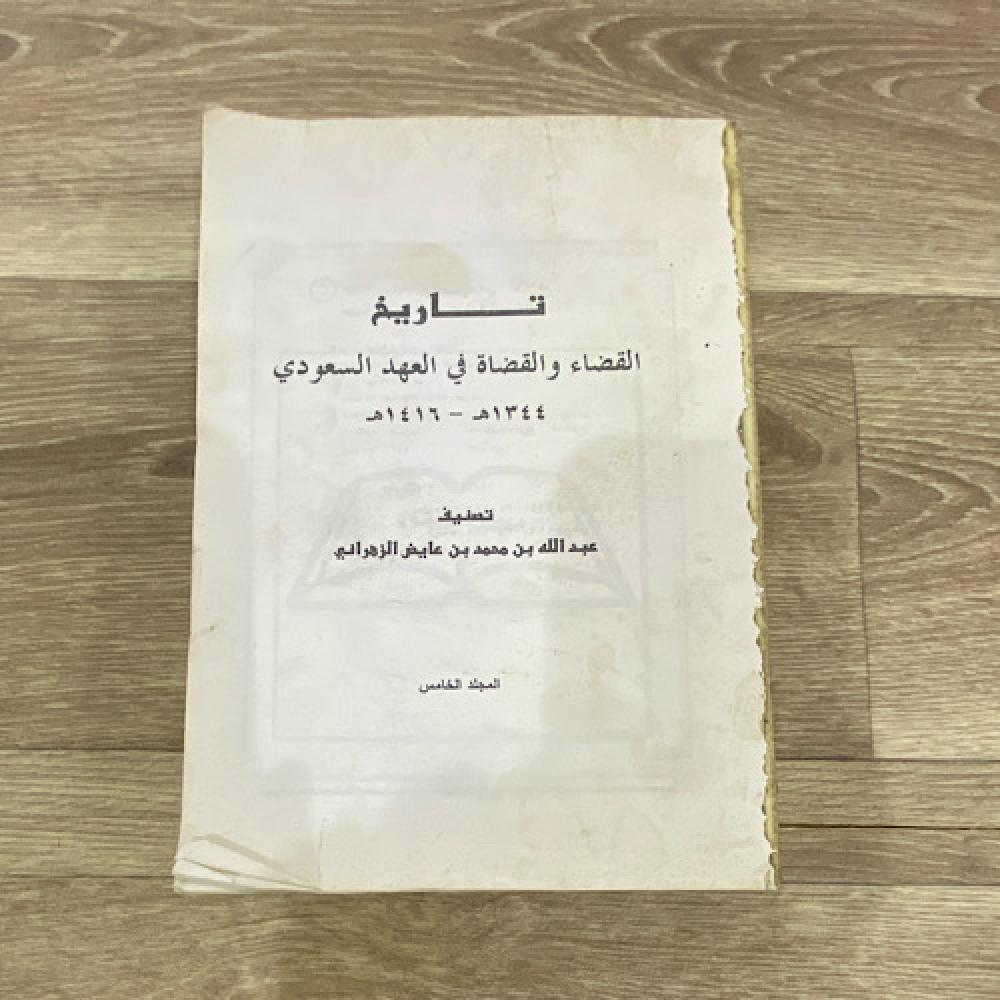 تاريخ
القضاء والقضاة في العهد السعودي
١٣٤٤هـ - ١٤١٦هـ
تصنيف
عبد الله بن محمد بن عايض الزهراني
المجلد الخامس